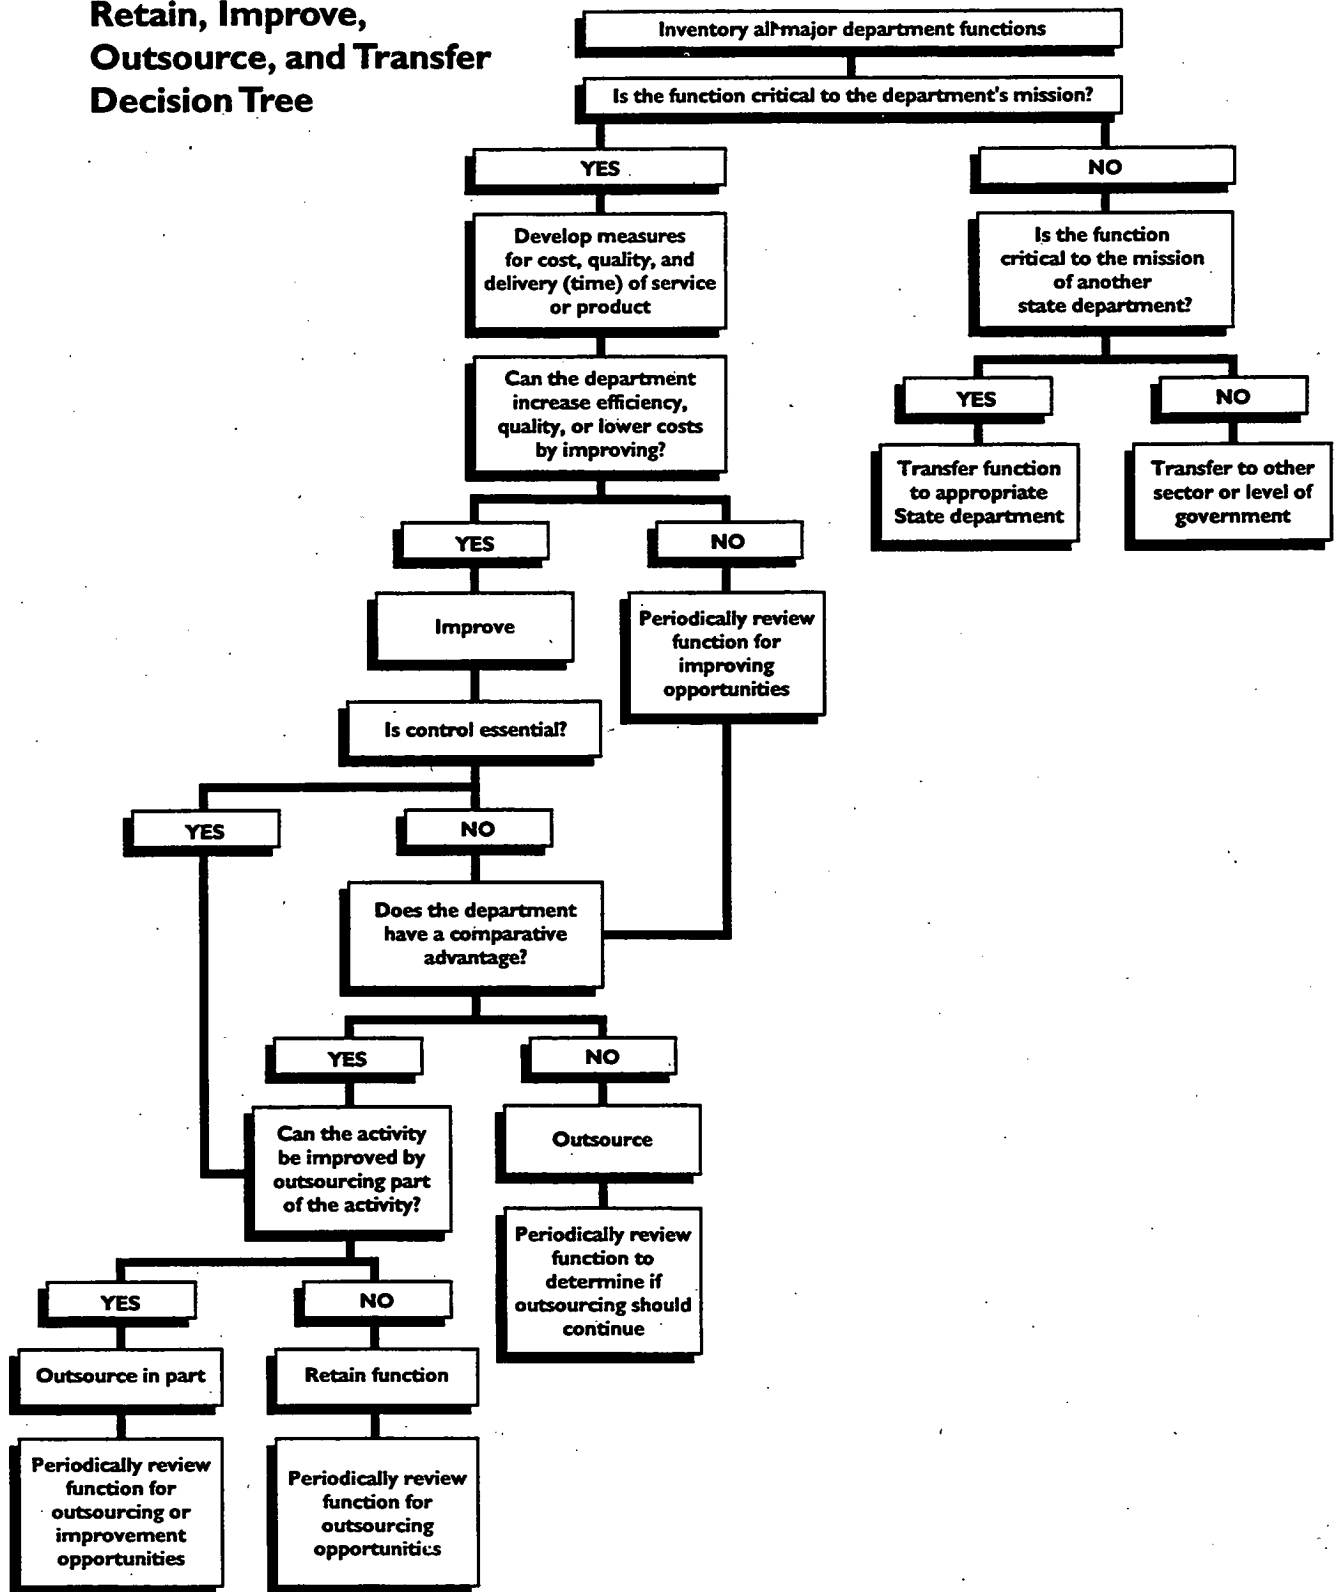 Retain, Improve,
Outsource, and Transfer
Decision Tree
Inventory all major department functions
Is the function critical to the department's mission?
YES
NO
Develop measures
for cost, quality, and
delivery (time) of service
or product
Is the function
critical to the mission
of another
state department?
Can the department
increase efficiency,
quality, or lower costs
by improving?
YES
NO
Transfer function
to appropriate
State department
Transfer to other
sector or level of
government
YES
NO
Improve
Periodically review
function for
improving
opportunities
Is control essential?
YES
NO
Does the department
have a comparative
advantage?
YES
NO
Can the activity
be improved by
outsourcing part
of the activity?
Outsource
Periodically review
function to
determine if
outsourcing should
continue
YES
NO
Outsource in part
Retain function
Periodically review
function for
outsourcing or
improvement
opportunities
Periodically review
function for
outsourcing
opportunities